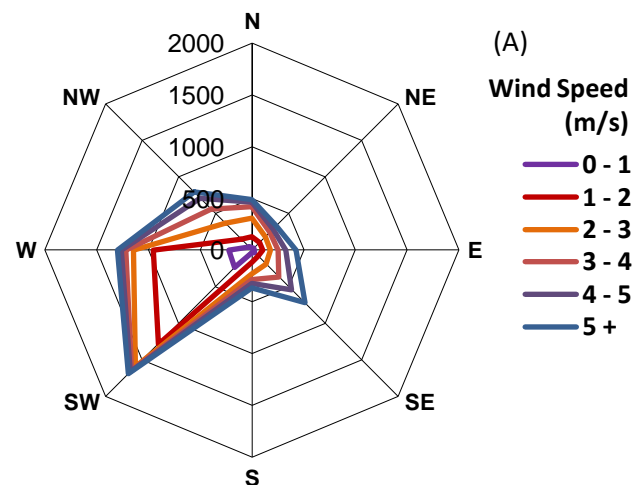 N
2000
(A)
NW
1500
NE
Wind Speed
(m/s)
1000
0 - 1
500
1 - 2
W
0
E
2 - 3
3 - 4
4 - 5
5 +
SW
SE
S